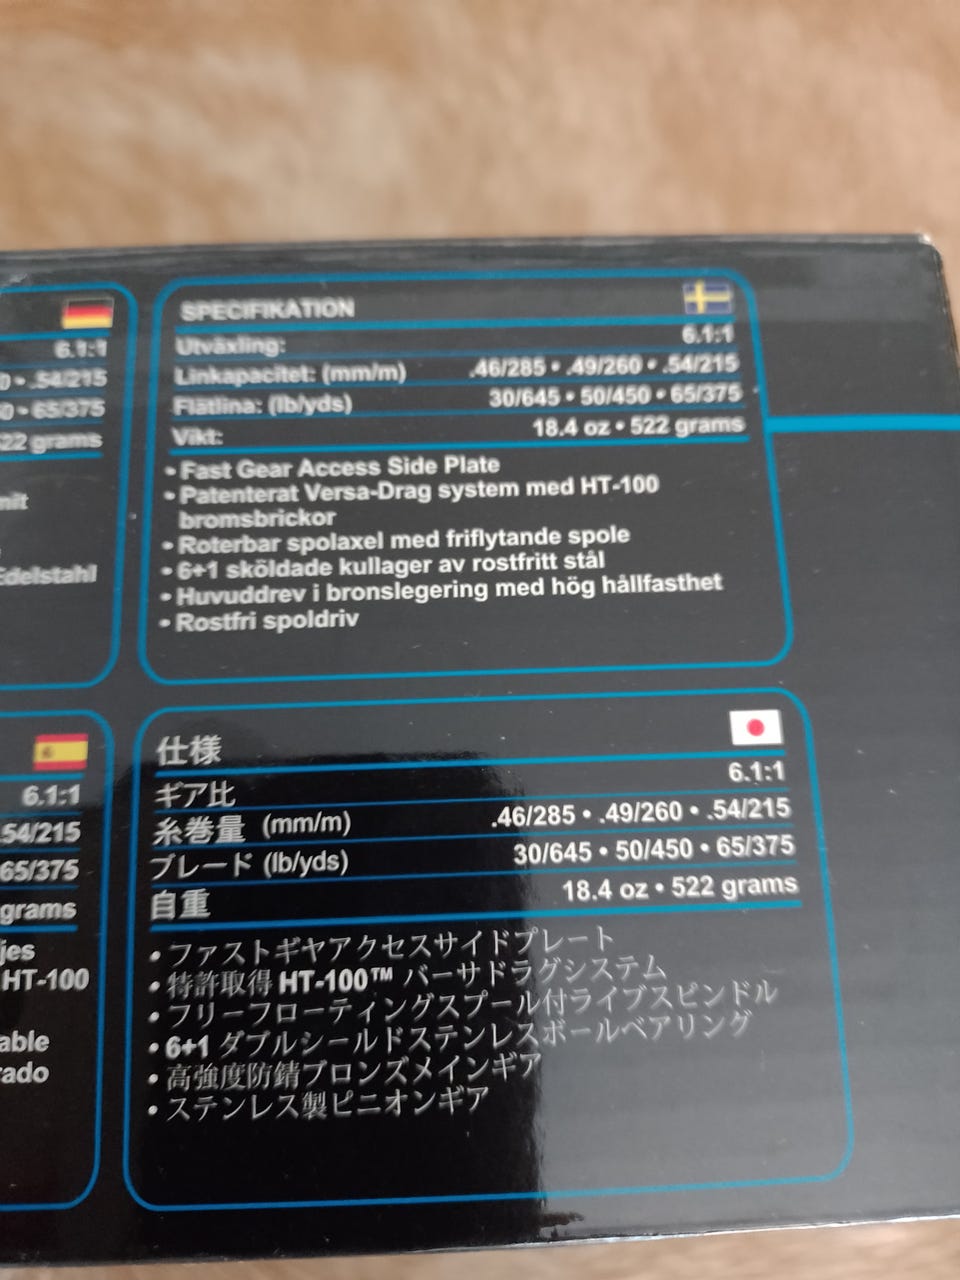 6.1:1
.54/215
65/375
522 grams
mit
Edelstahl
SPECIFIKATION
Utväxling: 6.1:1
Linkapacitet: (mm/m) .46/285 • .49/260 • .54/215
Flätlina: (lb/yds) 30/645 • 50/450 • 65/375
Vikt: 18.4 oz • 522 grams
• Fast Gear Access Side Plate
• Patenterat Versa-Drag system med HT-100
bromsbrickor
• Roterbar spolaxel med friflytande spole
• 6+1 sköldade kullager av rostfritt stål
• Huvuddrev i bronslegering med hög hållfasthet
• Rostfri spoldriv
6.1:1
.54/215
65/375
grams
jes
HT-100
able
rado
仕様
ギア比 6.1:1
糸巻量 (mm/m) .46/285 • .49/260 • .54/215
ブレード (lb/yds) 30/645 • 50/450 • 65/375
自重 18.4 oz • 522 grams
• ファストギヤアクセスサイドプレート
• 特許取得 HT-100™ バーサドラグシステム
• フリーフローティングスプール付ライブスピンドル
• 6+1 ダブルシールドステンレスボールベアリング
• 高強度防錆ブロンズメインギア
• ステンレス製ピニオンギア